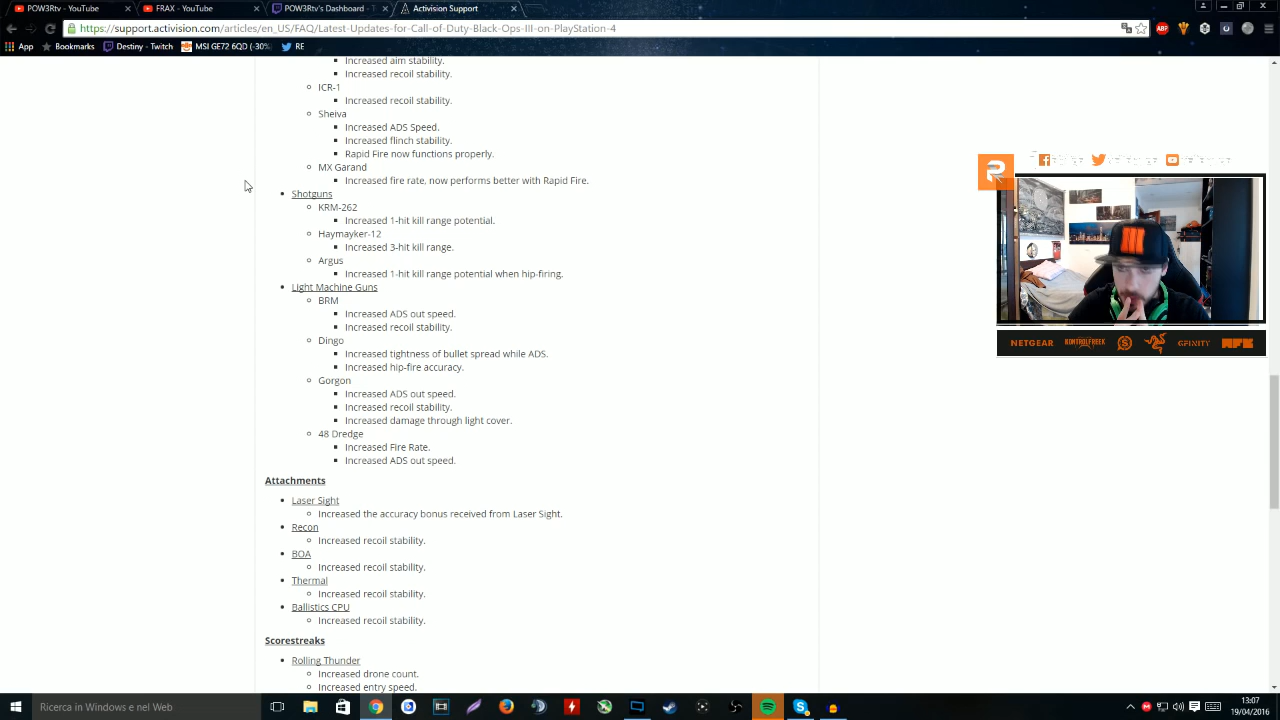 POW3Rtv - YouTube
FRAX - YouTube
POW3Rtv's Dashboard - T
Activision Support
https://support.activision.com/articles/en_US/FAQ/Latest-Updates-for-Call-of-Duty-Black-Ops-III-on-PlayStation-4
App
Bookmarks
Destiny - Twitch
MSI GE72 6QD (-30%)
RE
Increased aim stability.
Increased recoil stability.
ICR-1
Increased recoil stability.
Sheiva
Increased ADS Speed.
Increased flinch stability.
Rapid Fire now functions properly.
MX Garand
Increased fire rate, now performs better with Rapid Fire.
Shotguns
KRM-262
Increased 1-hit kill range potential.
Haymayker-12
Increased 3-hit kill range.
Argus
Increased 1-hit kill range potential when hip-firing.
Light Machine Guns
BRM
Increased ADS out speed.
Increased recoil stability.
Dingo
Increased tightness of bullet spread while ADS.
Increased hip-fire accuracy.
Gorgon
Increased ADS out speed.
Increased recoil stability.
Increased damage through light cover.
48 Dredge
Increased Fire Rate.
Increased ADS out speed.
Attachments
Laser Sight
Increased the accuracy bonus received from Laser Sight.
Recon
Increased recoil stability.
BOA
Increased recoil stability.
Thermal
Increased recoil stability.
Ballistics CPU
Increased recoil stability.
Scorestreaks
Rolling Thunder
Increased drone count.
Increased entry speed.
NETGEAR KONTROLFREEK GFINITY
Ricerca in Windows e nel Web
13:07
19/04/2016